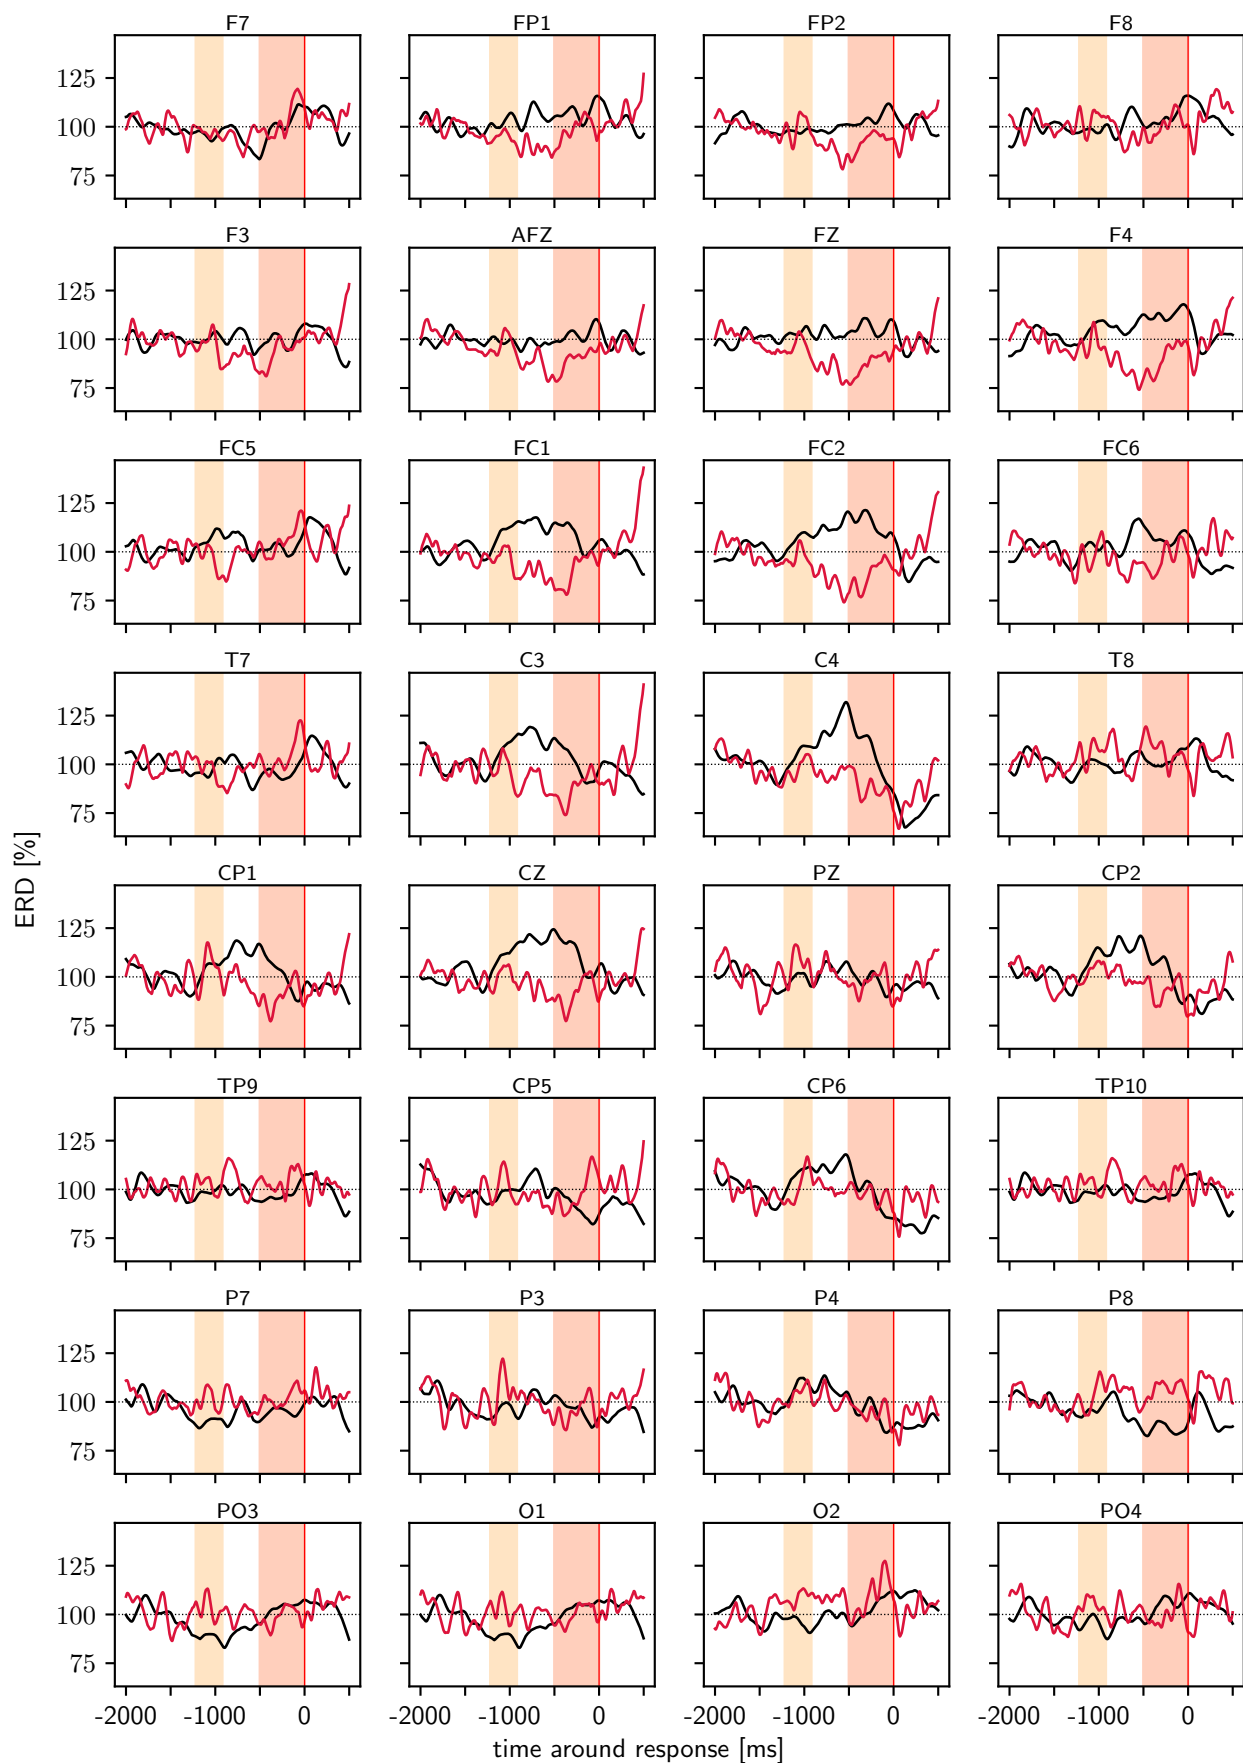 F7 FP1 FP2 F8
125
100
75
F3 AFZ FZ F4
125
100
75
FC5 FC1 FC2 FC6
125
100
75
T7 C3 C4 T8
125
100
75
ERD [%]
CP1 CZ PZ CP2
125
100
75
TP9 CP5 CP6 TP10
125
100
75
P7 P3 P4 P8
125
100
75
PO3 O1 O2 PO4
125
100
75
-2000 -1000 0 -2000 -1000 0 -2000 -1000 0 -2000 -1000 0
time around response [ms]